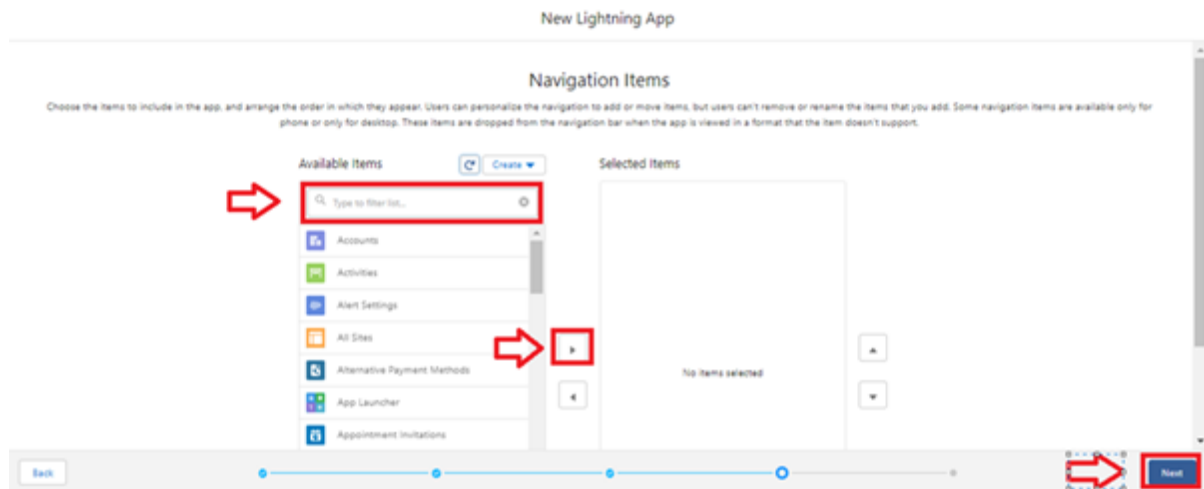 New Lightning App
Navigation Items
Choose the items to include in the app, and arrange the order in which they appear. Users can personalize the navigation to add or move items, but users can't remove or rename the items that you add. Some navigation items are available only for
phone or only for desktop. These items are dropped from the navigation bar when the app is viewed in a format that the item doesn't support.
Available Items
Create
Selected Items
Type to filter list...
Accounts
Activities
Alert Settings
All Sites
Alternative Payment Methods
App Launcher
Appointment Invitations
No items selected
Back
Next